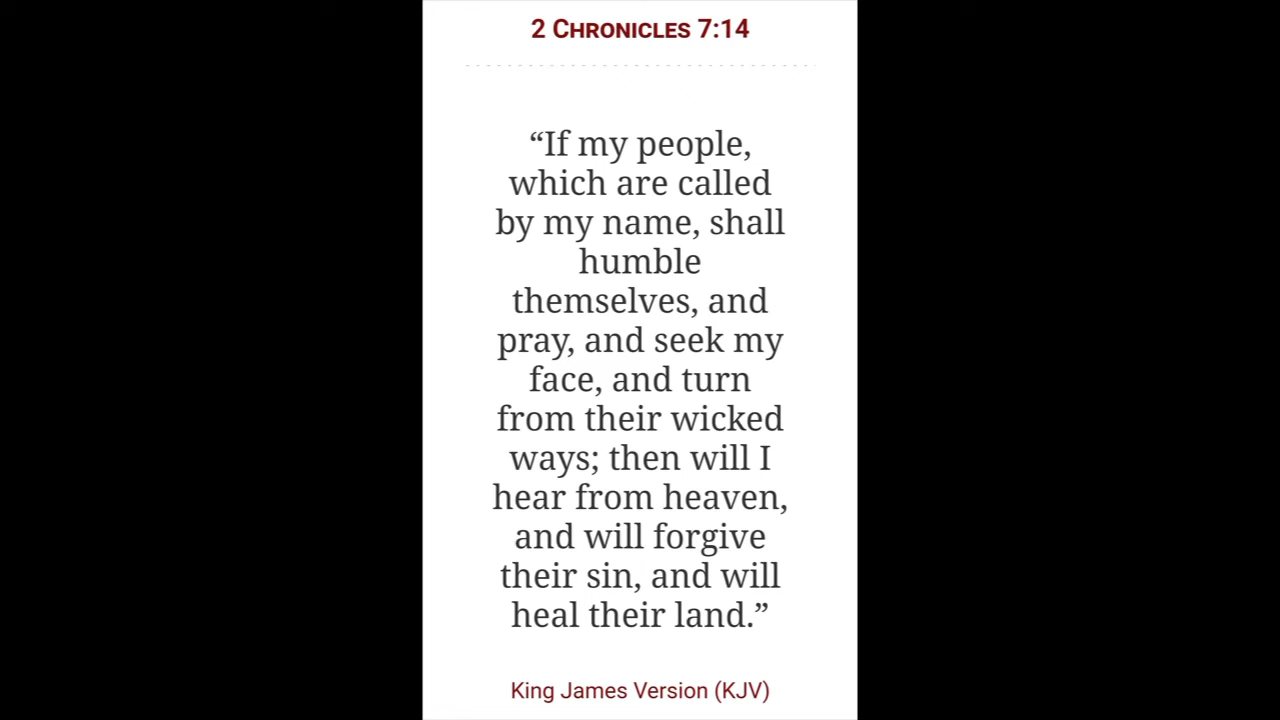 2 Chronicles 7:14
“If my people,
which are called
by my name, shall
humble
themselves, and
pray, and seek my
face, and turn
from their wicked
ways; then will I
hear from heaven,
and will forgive
their sin, and will
heal their land.”
King James Version (KJV)